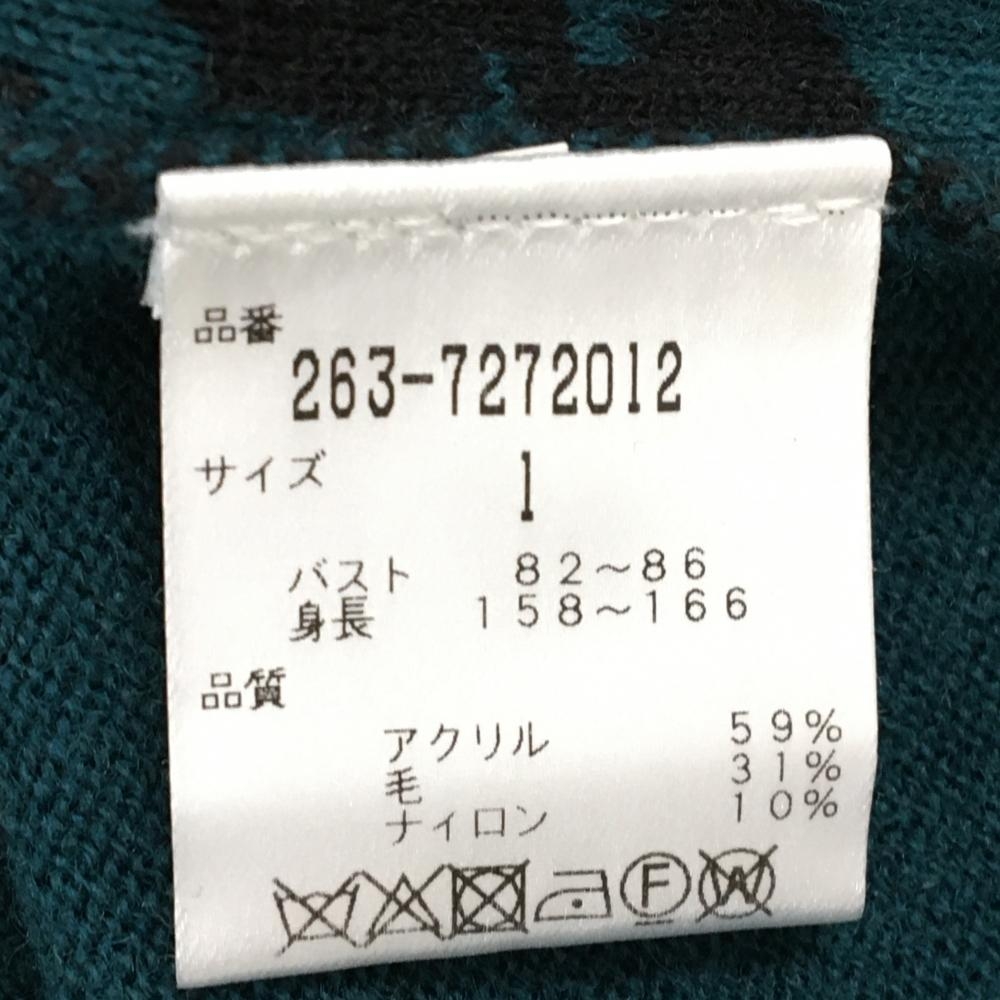 品番
263-7272012
サイズ 1
バスト 82～86
身長 158～166
品質
アクリル 59%
毛 31%
ナイロン 10%
F W